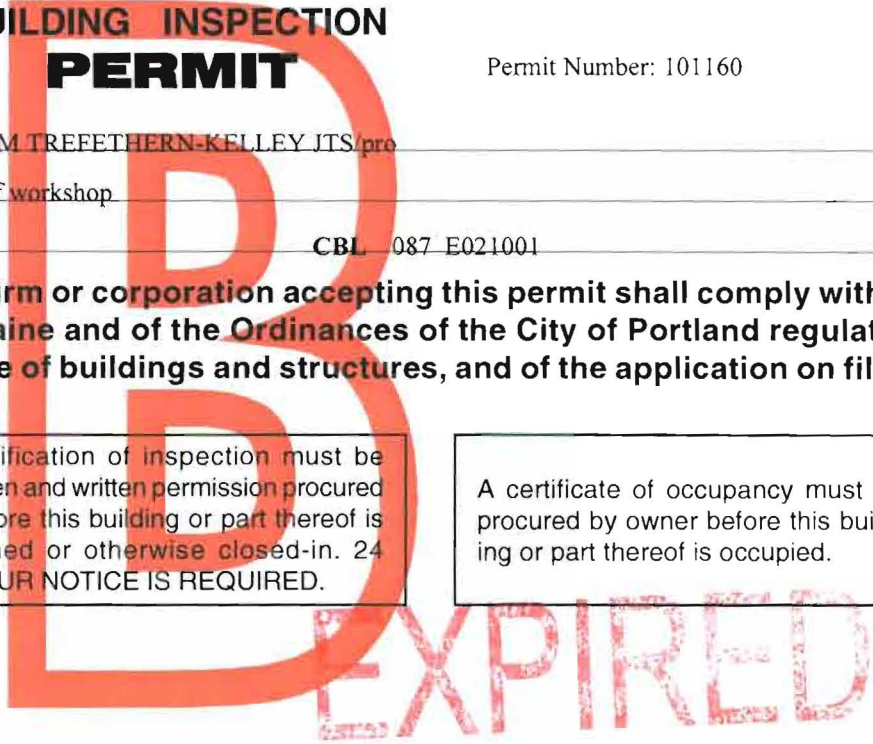 UILDING INSPECTION
PERMIT
Permit Number: 101160
M TREFETHERN-KELLEY JTS/pro
f workshop
CBL 087 E021001
rm or corporation accepting this permit shall comply with
aine and of the Ordinances of the City of Portland regulat
e of buildings and structures, and of the application on fil
ification of inspection must be
en and written permission procured
ore this building or part thereof is
ed or otherwise closed-in. 24
UR NOTICE IS REQUIRED.
A certificate of occupancy must
procured by owner before this buil
ing or part thereof is occupied.
B
EXPIRED